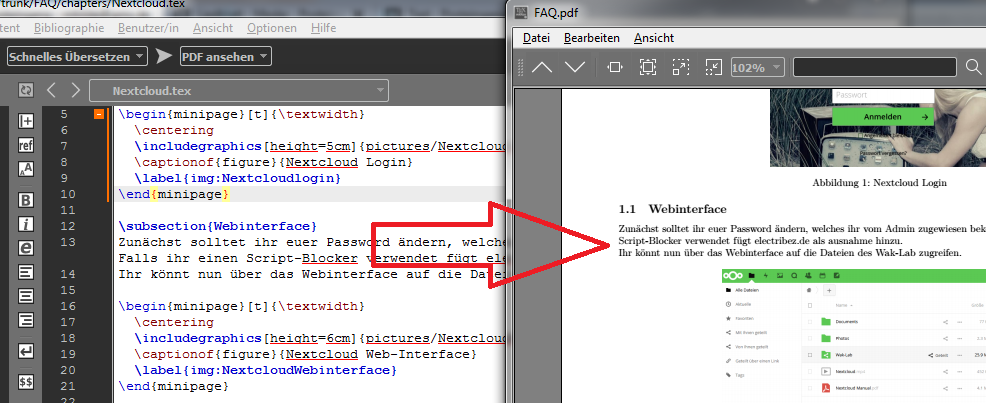 trunk/FAQ/chapters/Nextcloud.tex
Bibliographie Benutzer/in Ansicht Optionen Hilfe
Schnelles Übersetzen PDF ansehen
Nextcloud.tex
5 \begin{minipage}[t]{\textwidth}
6 \centering
7 \includegraphics[height=5cm]{pictures/Nextcloud
8 \captionof{figure}{Nextcloud Login}
9 \label{img:Nextcloudlogin}
10 \end{minipage}
11
12 \subsection{Webinterface}
13 Zunächst solltet ihr euer Password ändern, welche
Falls ihr einen Script-Blocker verwendet fügt elec
14 Ihr könnt nun über das Webinterface auf die Date
15
16 \begin{minipage}[t]{\textwidth}
17 \centering
18 \includegraphics[height=6cm]{pictures/Nextcloud
19 \captionof{figure}{Nextcloud Web-Interface}
20 \label{img:NextcloudWebinterface}
21 \end{minipage}
22
ref
AA
B
i
e
$$
FAQ.pdf
Datei Bearbeiten Ansicht
102%
Passwort
Anmelden
Passwort vergessen?
Abbildung 1: Nextcloud Login
1.1 Webinterface
Zunächst solltet ihr euer Password ändern, welches ihr vom Admin zugewiesen bek
Script-Blocker verwendet fügt electribez.de als ausnahme hinzu.
Ihr könnt nun über das Webinterface auf die Dateien des Wak-Lab zugreifen.
Alle Dateien
Aktuelle
Favoriten
Mit Ihnen geteilt
Von Ihnen geteilt
Geteilt über einen Link
Tags
Name Größe
Documents
Photos
Wak-Lab Geteilt
Nextcloud
Nextcloud Manual.pdf